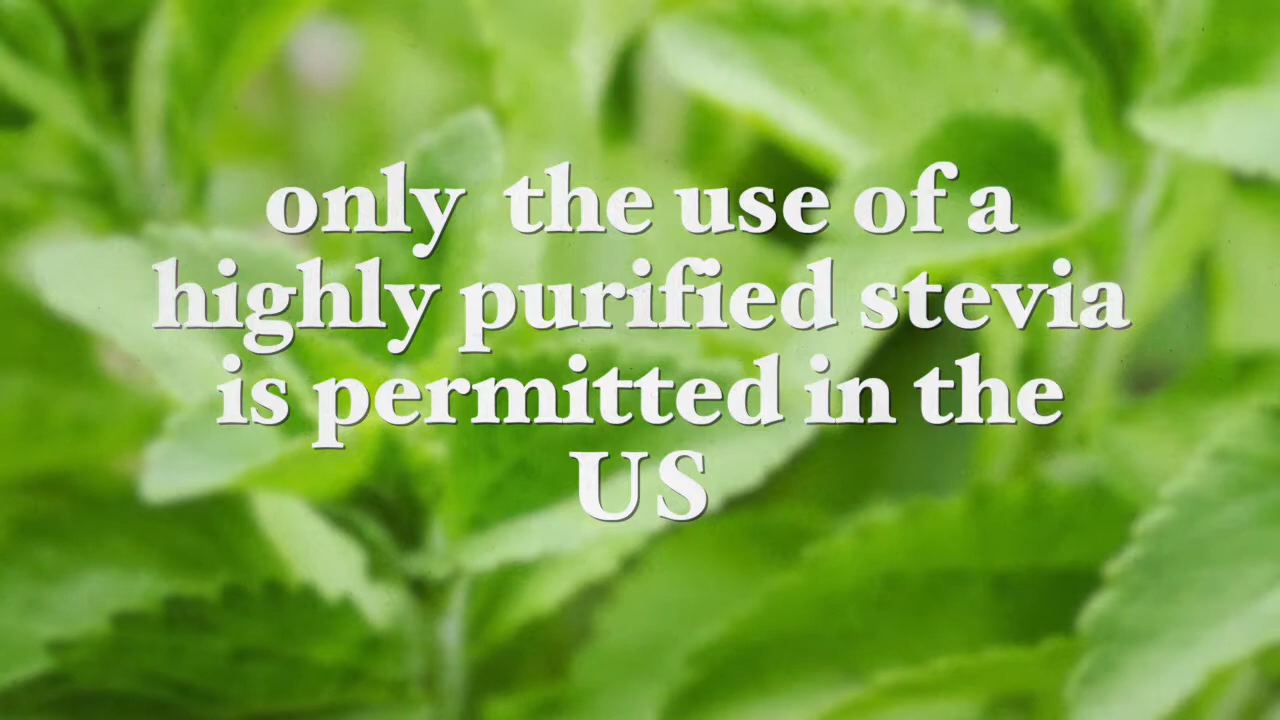 only the use of a
highly purified stevia
is permitted in the
US